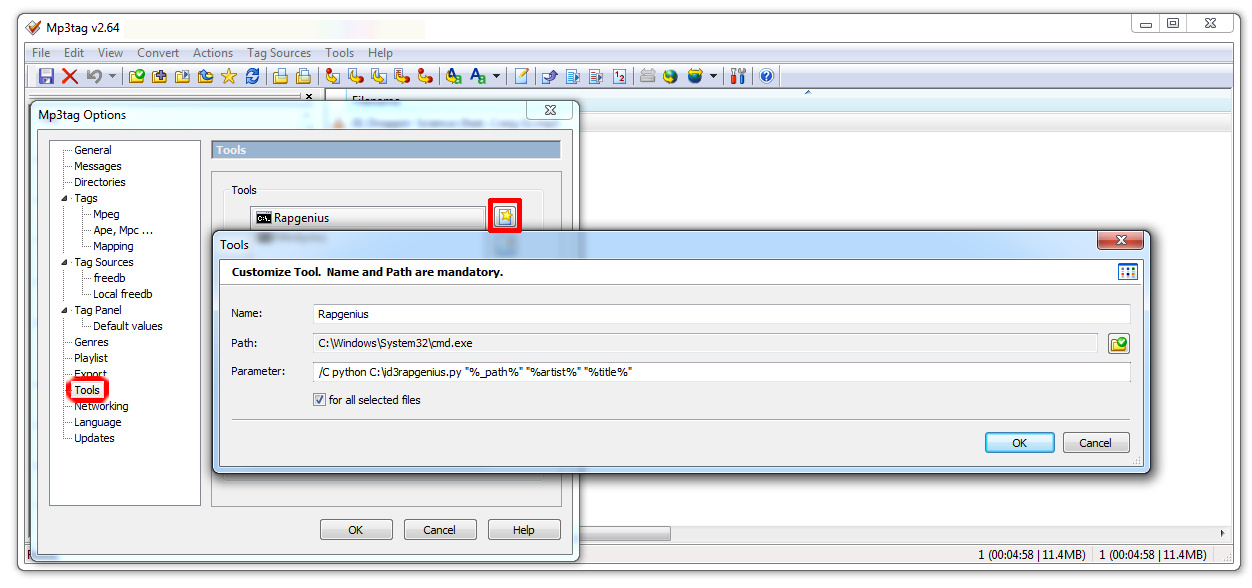 Mp3tag v2.64
File Edit View Convert Actions Tag Sources Tools Help
Filename
Mp3tag Options
General
Messages
Directories
Tags
Mpeg
Ape, Mpc ...
Mapping
Tag Sources
freedb
Local freedb
Tag Panel
Default values
Genres
Playlist
Export
Tools
Networking
Language
Updates
Tools
Tools
C:\. Rapgenius
Tools
Customize Tool.  Name and Path are mandatory.
Name: Rapgenius
Path: C:\Windows\System32\cmd.exe
Parameter: /C python C:\id3rapgenius.py "%_path%" "%artist%" "%title%"
for all selected files
OK Cancel
OK Cancel Help
1 (00:04:58 | 11.4MB) 1 (00:04:58 | 11.4MB)